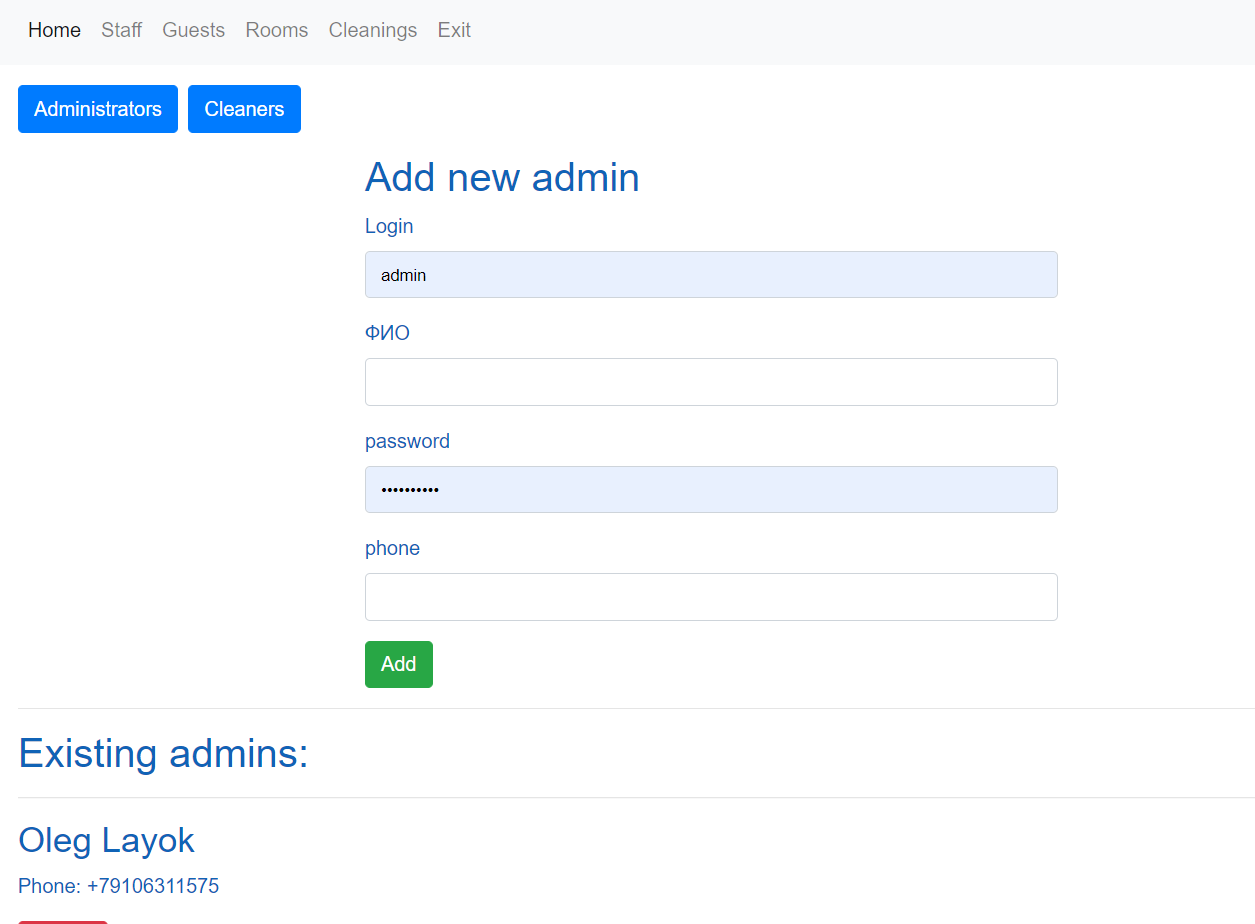 Home Staff Guests Rooms Cleanings Exit
Administrators Cleaners
Add new admin
Login
admin
ФИО
password
••••••••••
phone
Add
Existing admins:
Oleg Layok
Phone: +79106311575